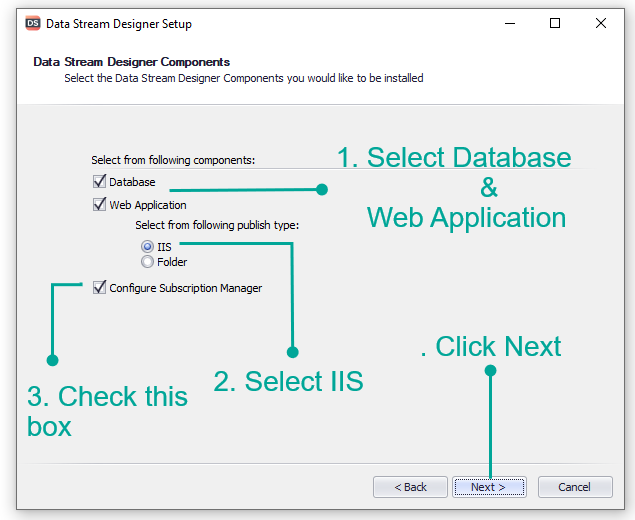 DS Data Stream Designer Setup
Data Stream Designer Components
Select the Data Stream Designer Components you would like to be installed
Select from following components:
1. Select Database
&
Web Application
Database
Web Application
Select from following publish type:
IIS
Folder
Configure Subscription Manager
. Click Next
2. Select IIS
3. Check this
box
< Back
Next >
Cancel